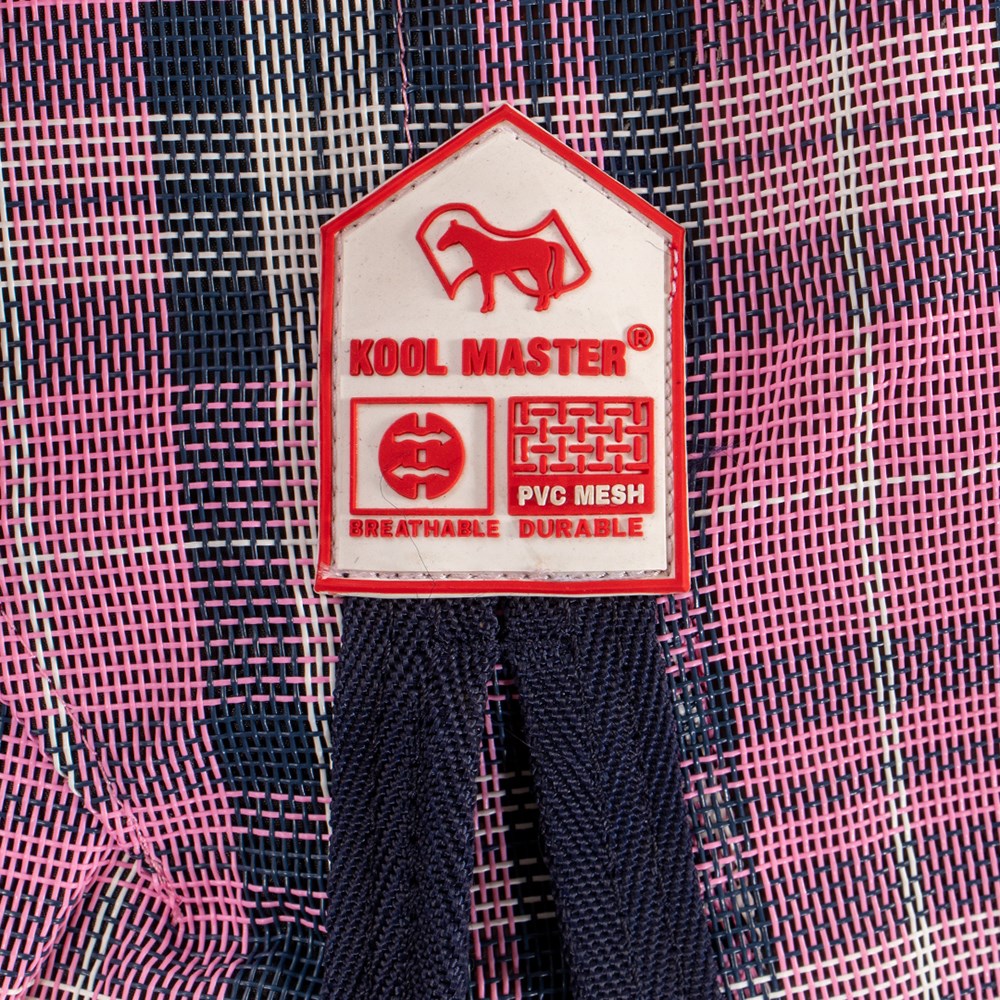 KOOL MASTER®
PVC MESH
BREATHABLE DURABLE